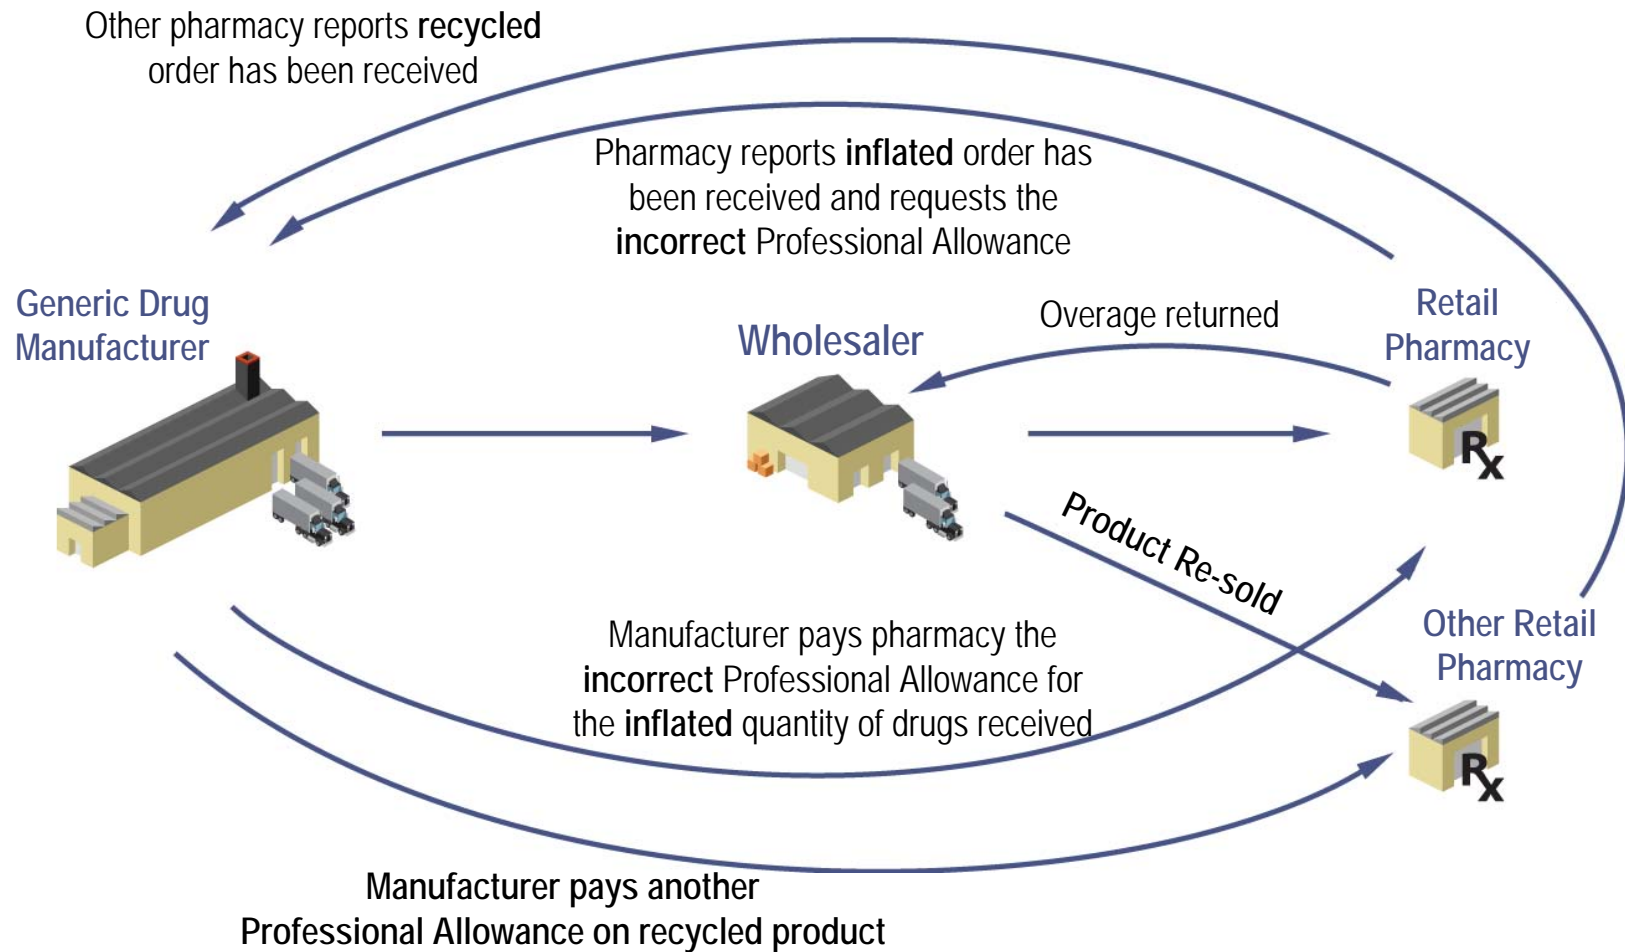 Other pharmacy reports recycled
order has been received
Pharmacy reports inflated order has
been received and requests the
incorrect Professional Allowance
Generic Drug
Manufacturer
Wholesaler
Overage returned
Retail
Pharmacy
Rx
Product Re-sold
Manufacturer pays pharmacy the
incorrect Professional Allowance for
the inflated quantity of drugs received
Other Retail
Pharmacy
Rx
Manufacturer pays another
Professional Allowance on recycled product